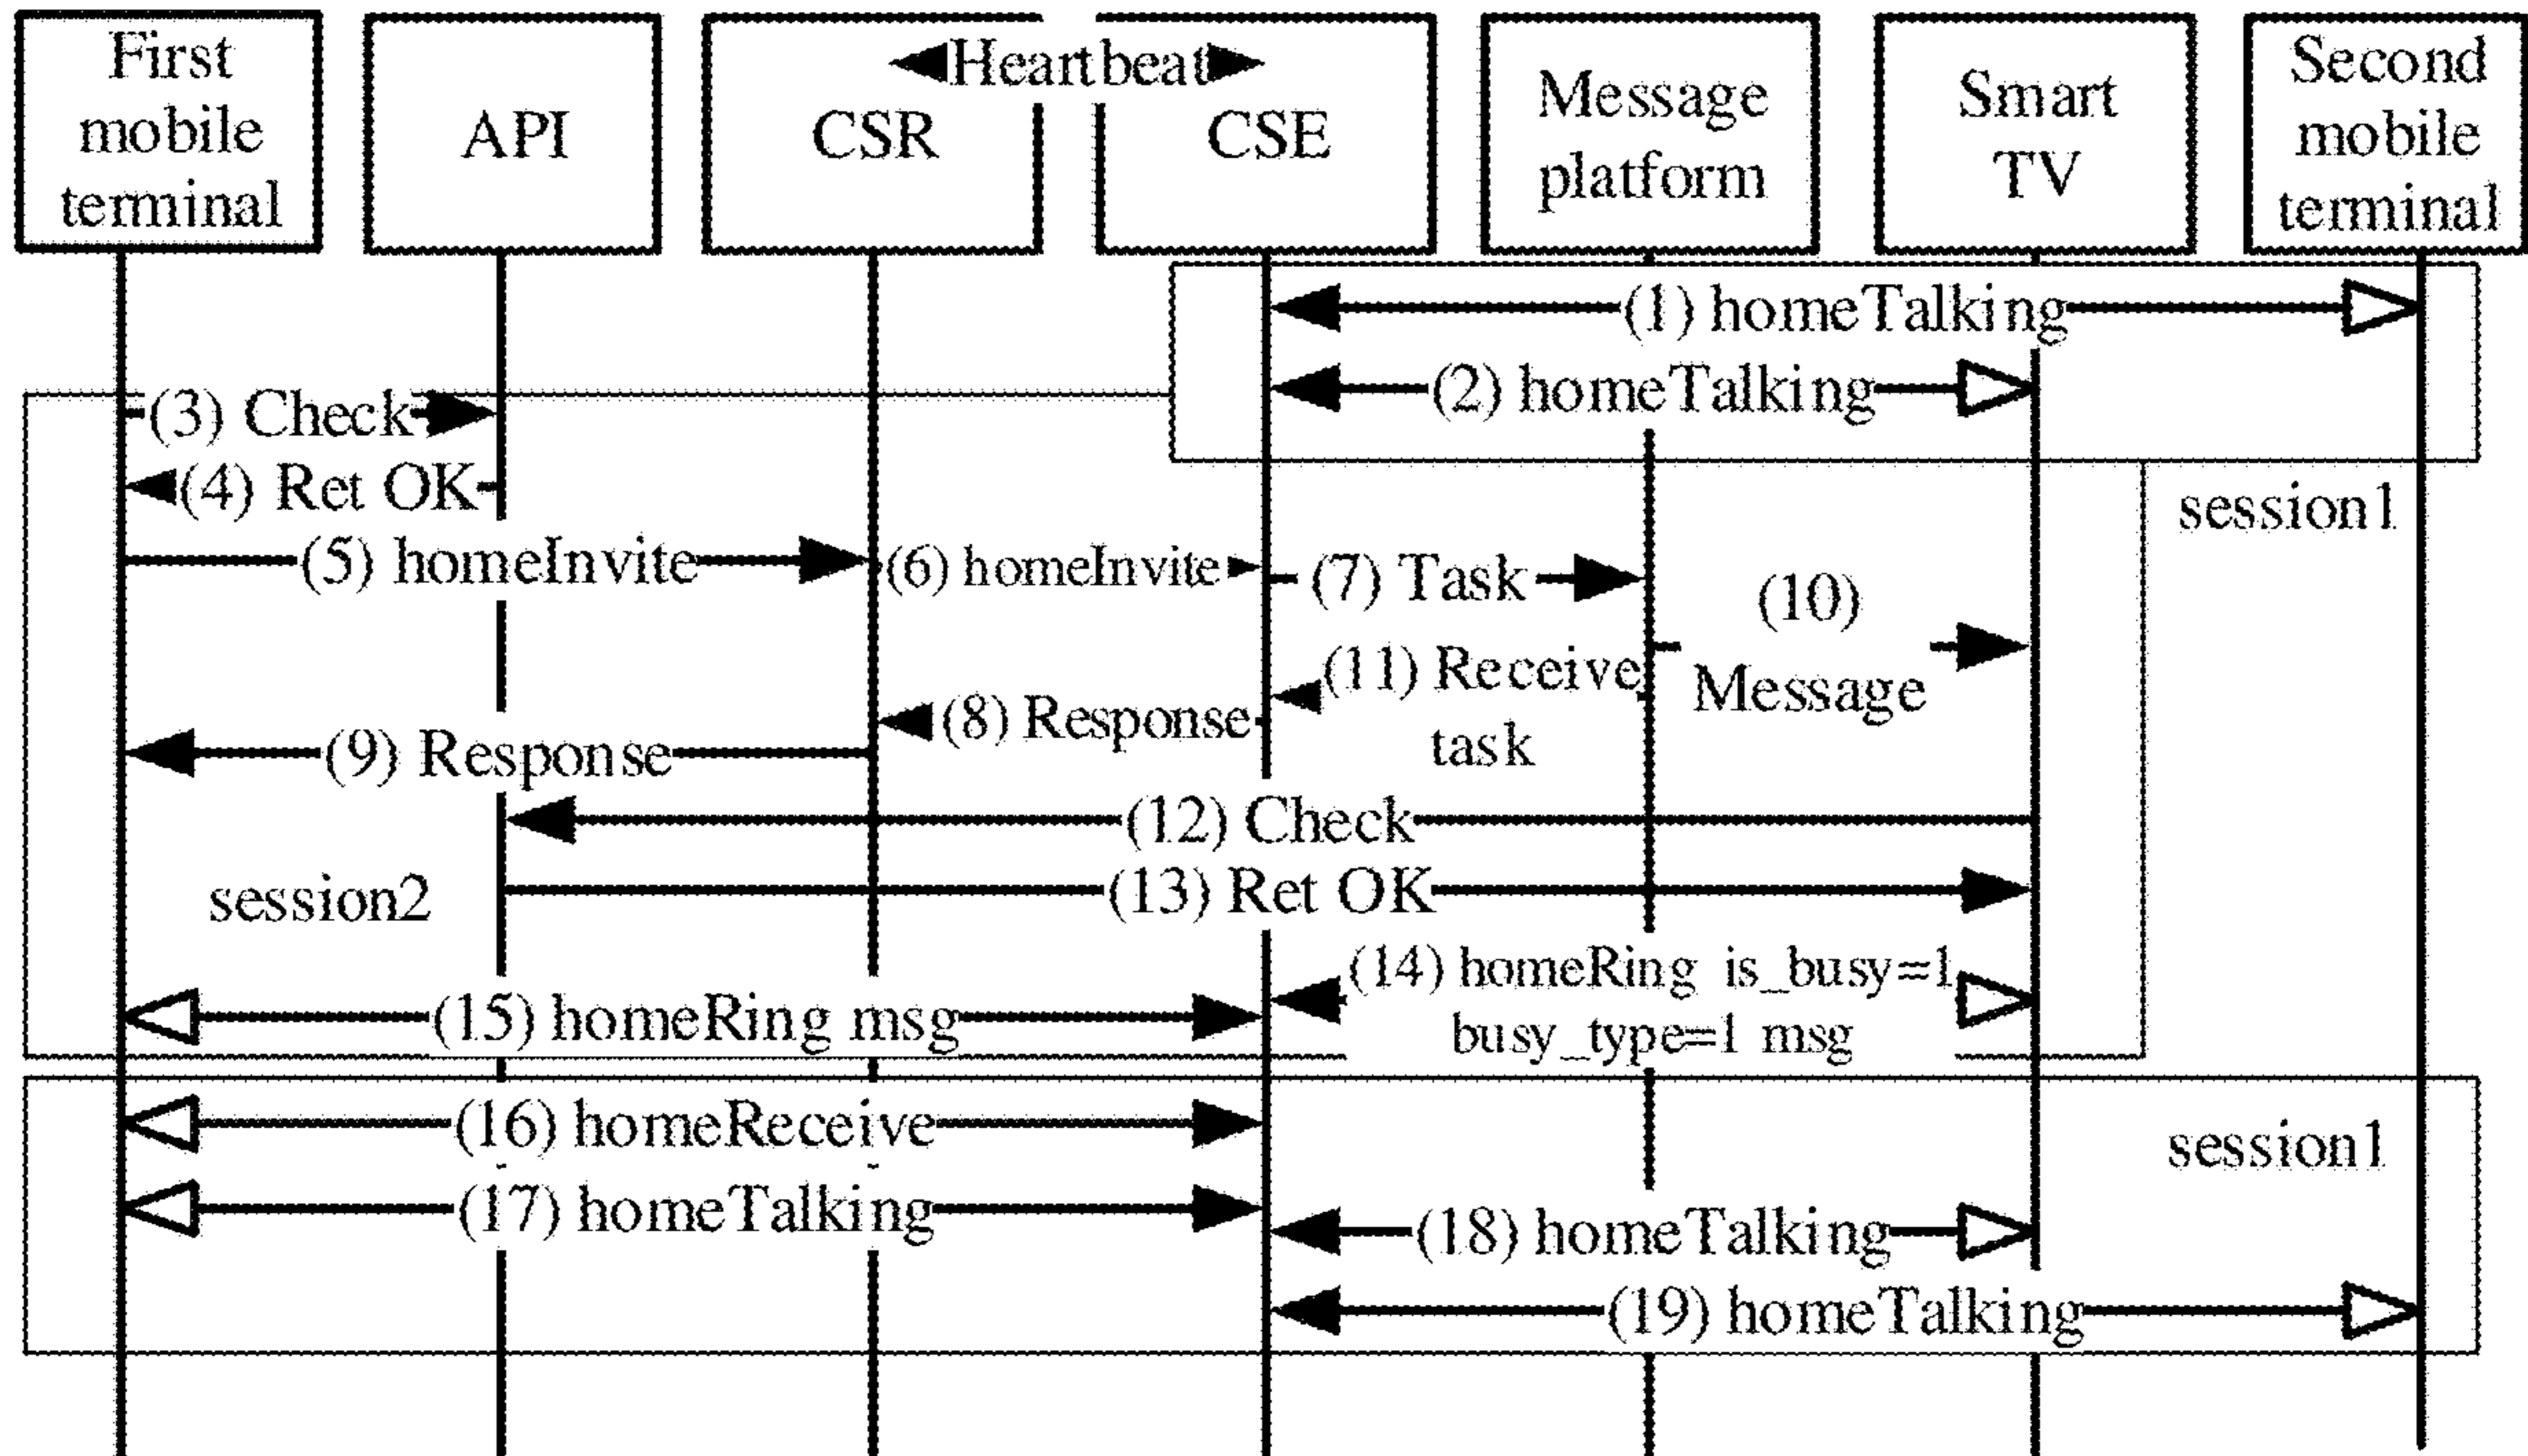 First
mobile
terminal
API
CSR
Heartbeat
CSE
Message
platform
Smart
TV
Second
mobile
terminal
(1) homeTalking
(2) homeTalking
(3) Check
(4) Ret OK
session1
(5) homeInvite
(6) homeInvite
(7) Task
(10)
Message
(11) Receive
task
(8) Response
(9) Response
(12) Check
(13) Ret OK
session2
(14) homeRing is_busy=1
busy_type=1 msg
(15) homeRing msg
(16) homeReceive
session1
(17) homeTalking
(18) homeTalking
(19) homeTalking